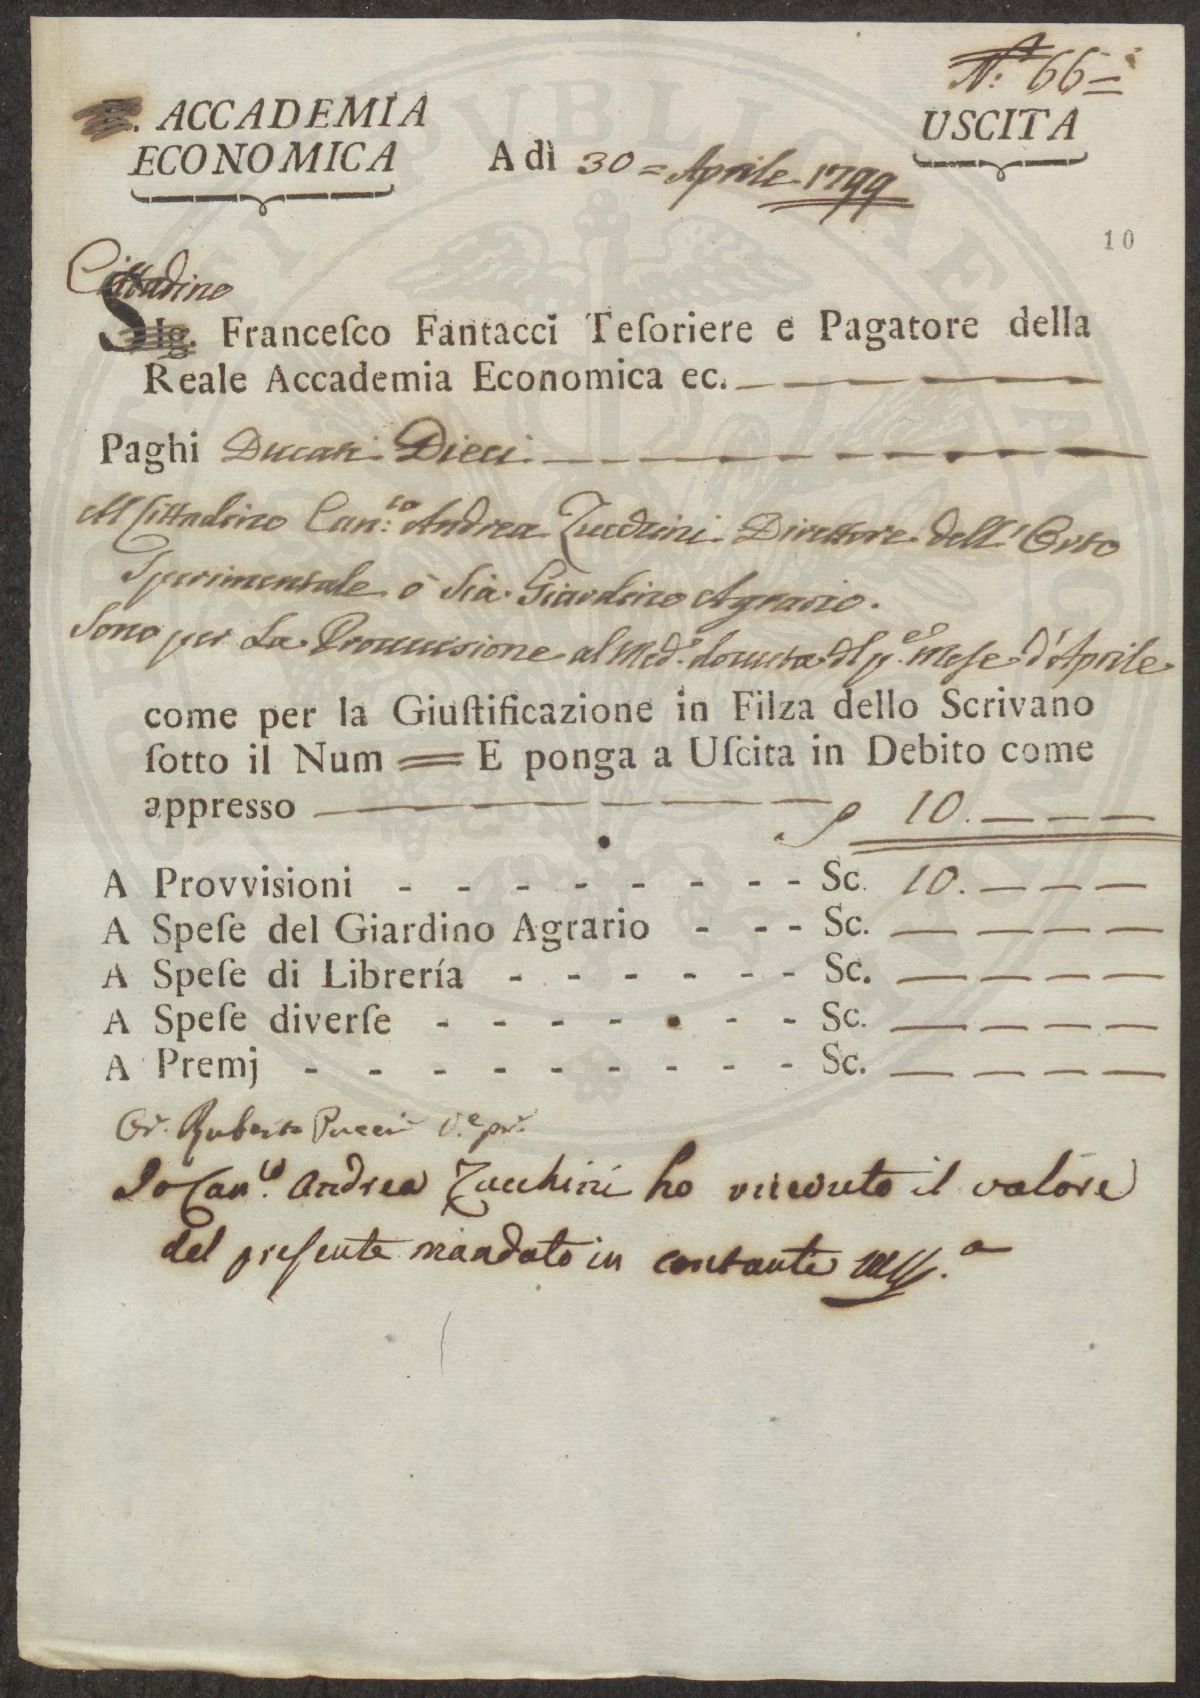 N.º 66=
ACCADEMIA
ECONOMICA
A dì 30= Aprile 1799
USCITA
10
Cittadino
Sig. Franceſco Fantacci Teſoriere e Pagatore della
Reale Accademia Economica ec.
Paghi Ducati Dieci
Al Cittadino Can:co Andrea Zucchini Direttore dell' Orto
Sperimentale ò Sia Giardino Agrario.
Sono per La Provvisione al Med.º dovuta
Mese d'Aprile
come per la Giuſtificazione in Filza dello Scrivano
ſotto il Num = E ponga a Uſcita in Debito come
appresso 10. — — —
A Provviſioni - - - - - - - - Sc. 10. — — —
A Speſe del Giardino Agrario - - - Sc. — — — —
A Speſe di Librería - - - - - - Sc. — — — —
A Speſe diverſe - - - - - - - Sc. — — — —
A Premj - - - - - - - - - Sc. — — — —
Roberto Pucci
Io Can.co Andrea Zucchini ho ricevuto il valore
del preſente mandato in contante